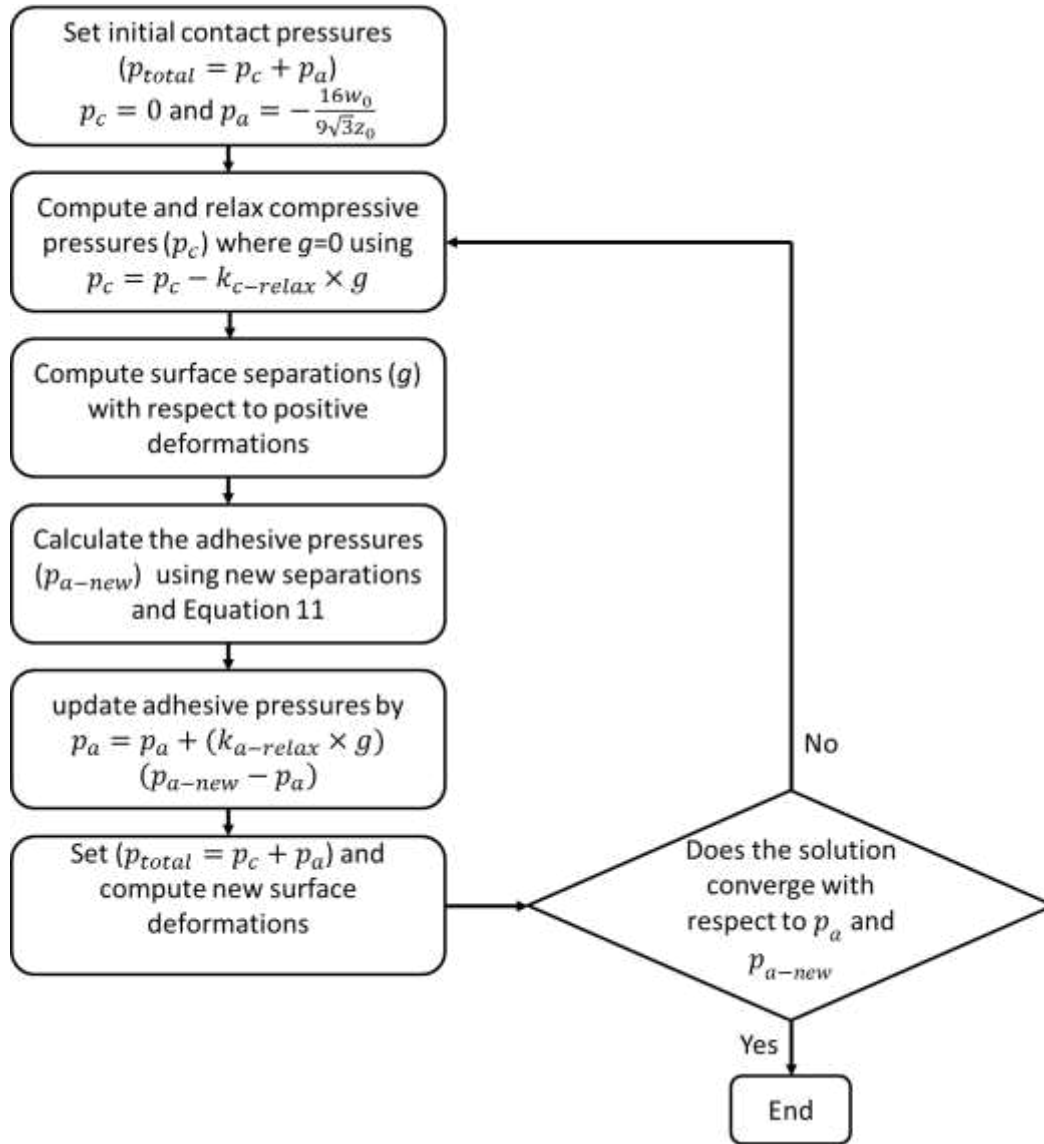 Set initial contact pressures
(p_total = p_c + p_a)
p_c = 0 and p_a = −16w_0/9√3z_0
Compute and relax compressive
pressures (p_c) where g=0 using
p_c = p_c − k_c−relax × g
Compute surface separations (g)
with respect to positive
deformations
Calculate the adhesive pressures
(p_a−new) using new separations
and Equation 11
update adhesive pressures by
p_a = p_a + (k_a−relax × g)
(p_a−new − p_a)
Set (p_total = p_c + p_a) and
compute new surface
deformations
Does the solution
converge with
respect to p_a and
p_a−new
No
Yes
End